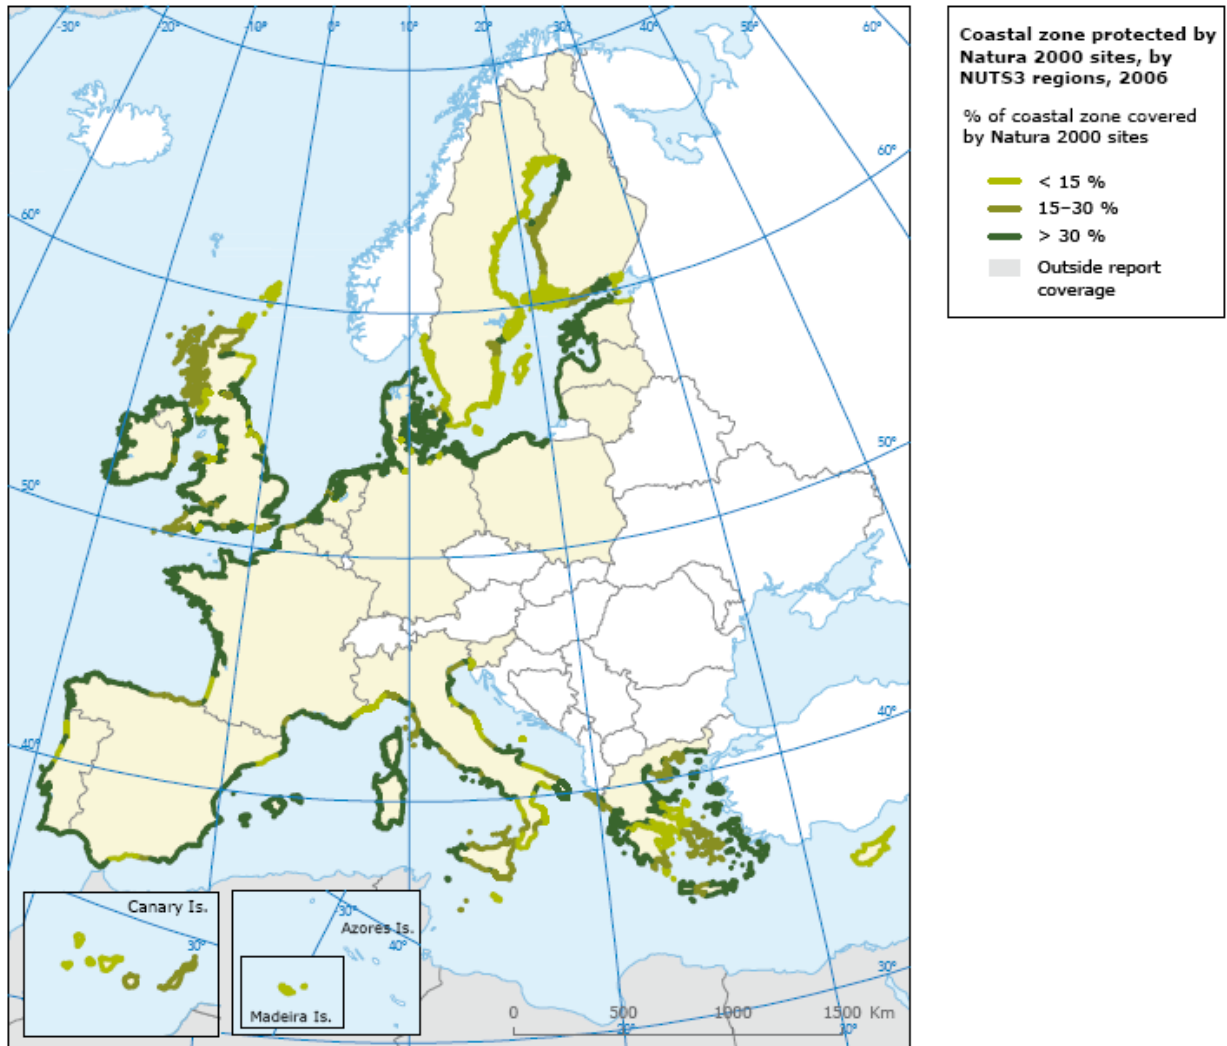 -30°
-20°
-10°
0°
10°
20°
30°
40°
50°
60°
60°
60°
50°
50°
40°
40°
30°
Canary Is.
30°
30°
Azores Is.
40°
Madeira Is.
0 500 1000 1500 Km
20°
30°
Coastal zone protected by
Natura 2000 sites, by
NUTS3 regions, 2006
% of coastal zone covered
by Natura 2000 sites
< 15 %
15–30 %
> 30 %
Outside report
coverage